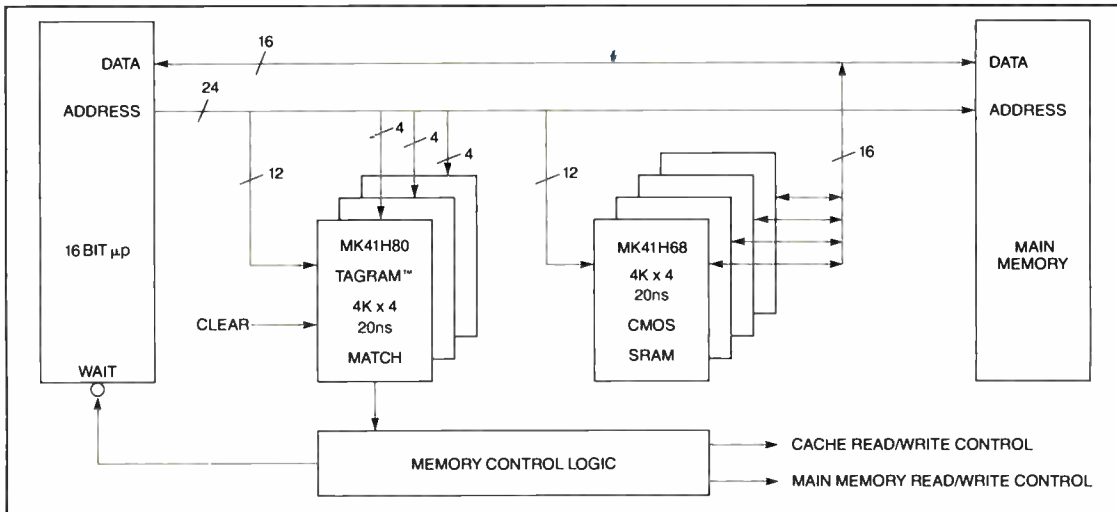 16
DATA
DATA
24
ADDRESS
ADDRESS
4
4
4
12
12
16
16 BIT µp
MK41H80
TAGRAM™
4K x 4
20ns
MATCH
CLEAR
MK41H68
4K x 4
20ns
CMOS
SRAM
MAIN
MEMORY
WAIT
MEMORY CONTROL LOGIC
CACHE READ/WRITE CONTROL
MAIN MEMORY READ/WRITE CONTROL